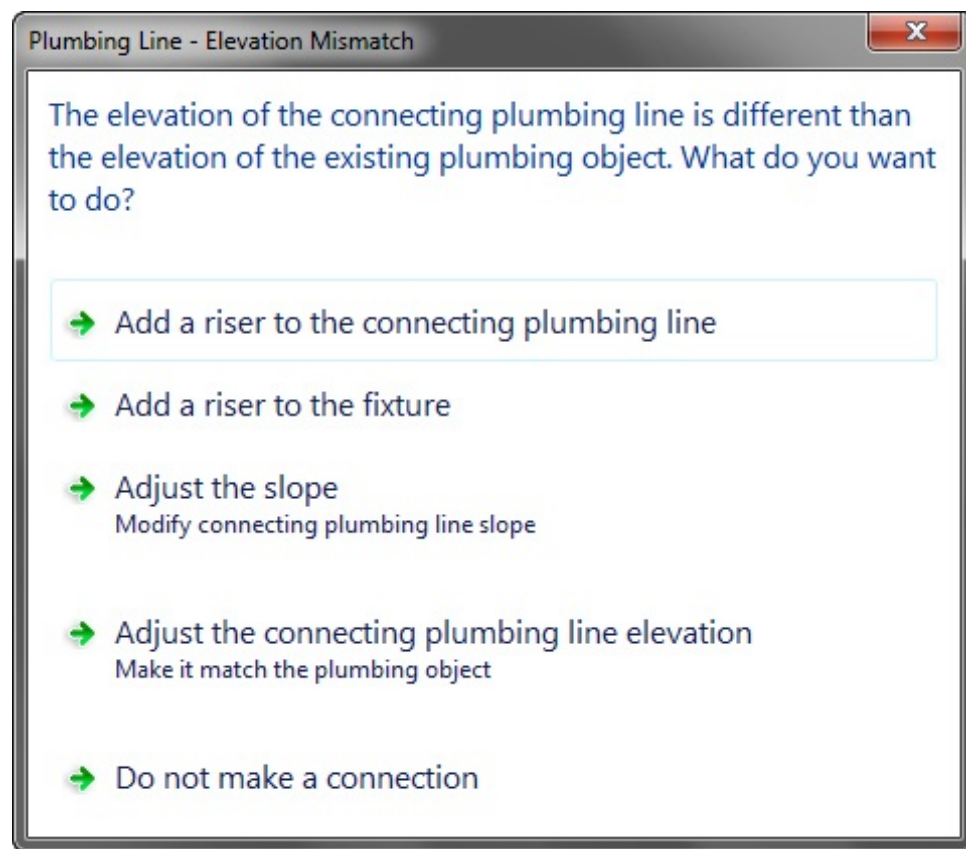 Plumbing Line - Elevation Mismatch
The elevation of the connecting plumbing line is different than
the elevation of the existing plumbing object. What do you want
to do?
Add a riser to the connecting plumbing line
Add a riser to the fixture
Adjust the slope
Modify connecting plumbing line slope
Adjust the connecting plumbing line elevation
Make it match the plumbing object
Do not make a connection